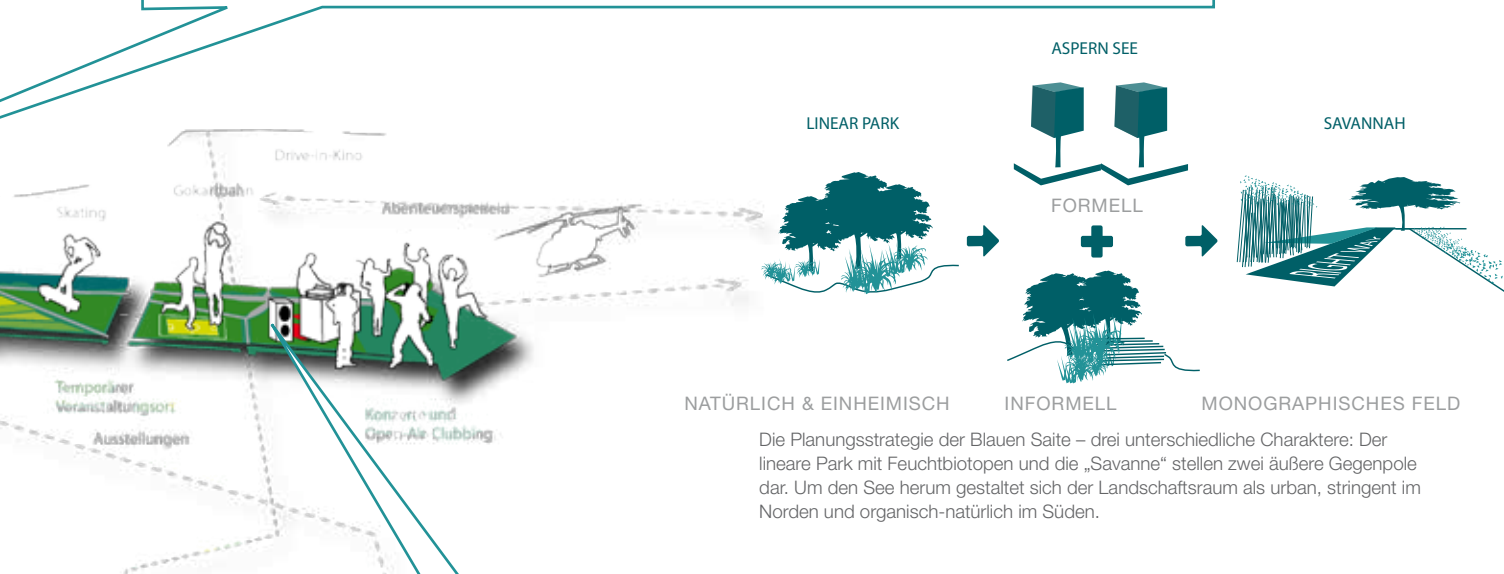 Drive-in-Kino
Gokartbahn
Skating
Abenteuerspielfeld
Temporärer
Veranstaltungsort
Ausstellungen
Konzerte und
Open-Air-Clubbing
ASPERN SEE
LINEAR PARK
SAVANNAH
FORMELL
NATÜRLICH & EINHEIMISCH
INFORMELL
MONOGRAPHISCHES FELD
Die Planungsstrategie der Blauen Saite – drei unterschiedliche Charaktere: Der
lineare Park mit Feuchtbiotopen und die „Savanne“ stellen zwei äußere Gegenpole
dar. Um den See herum gestaltet sich der Landschaftsraum als urban, stringent im
Norden und organisch-natürlich im Süden.